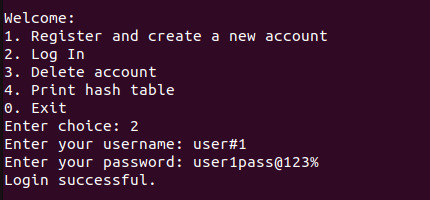 Welcome:
1. Register and create a new account
2. Log In
3. Delete account
4. Print hash table
0. Exit
Enter choice: 2
Enter your username: user#1
Enter your password: user1pass@123%
Login successful.